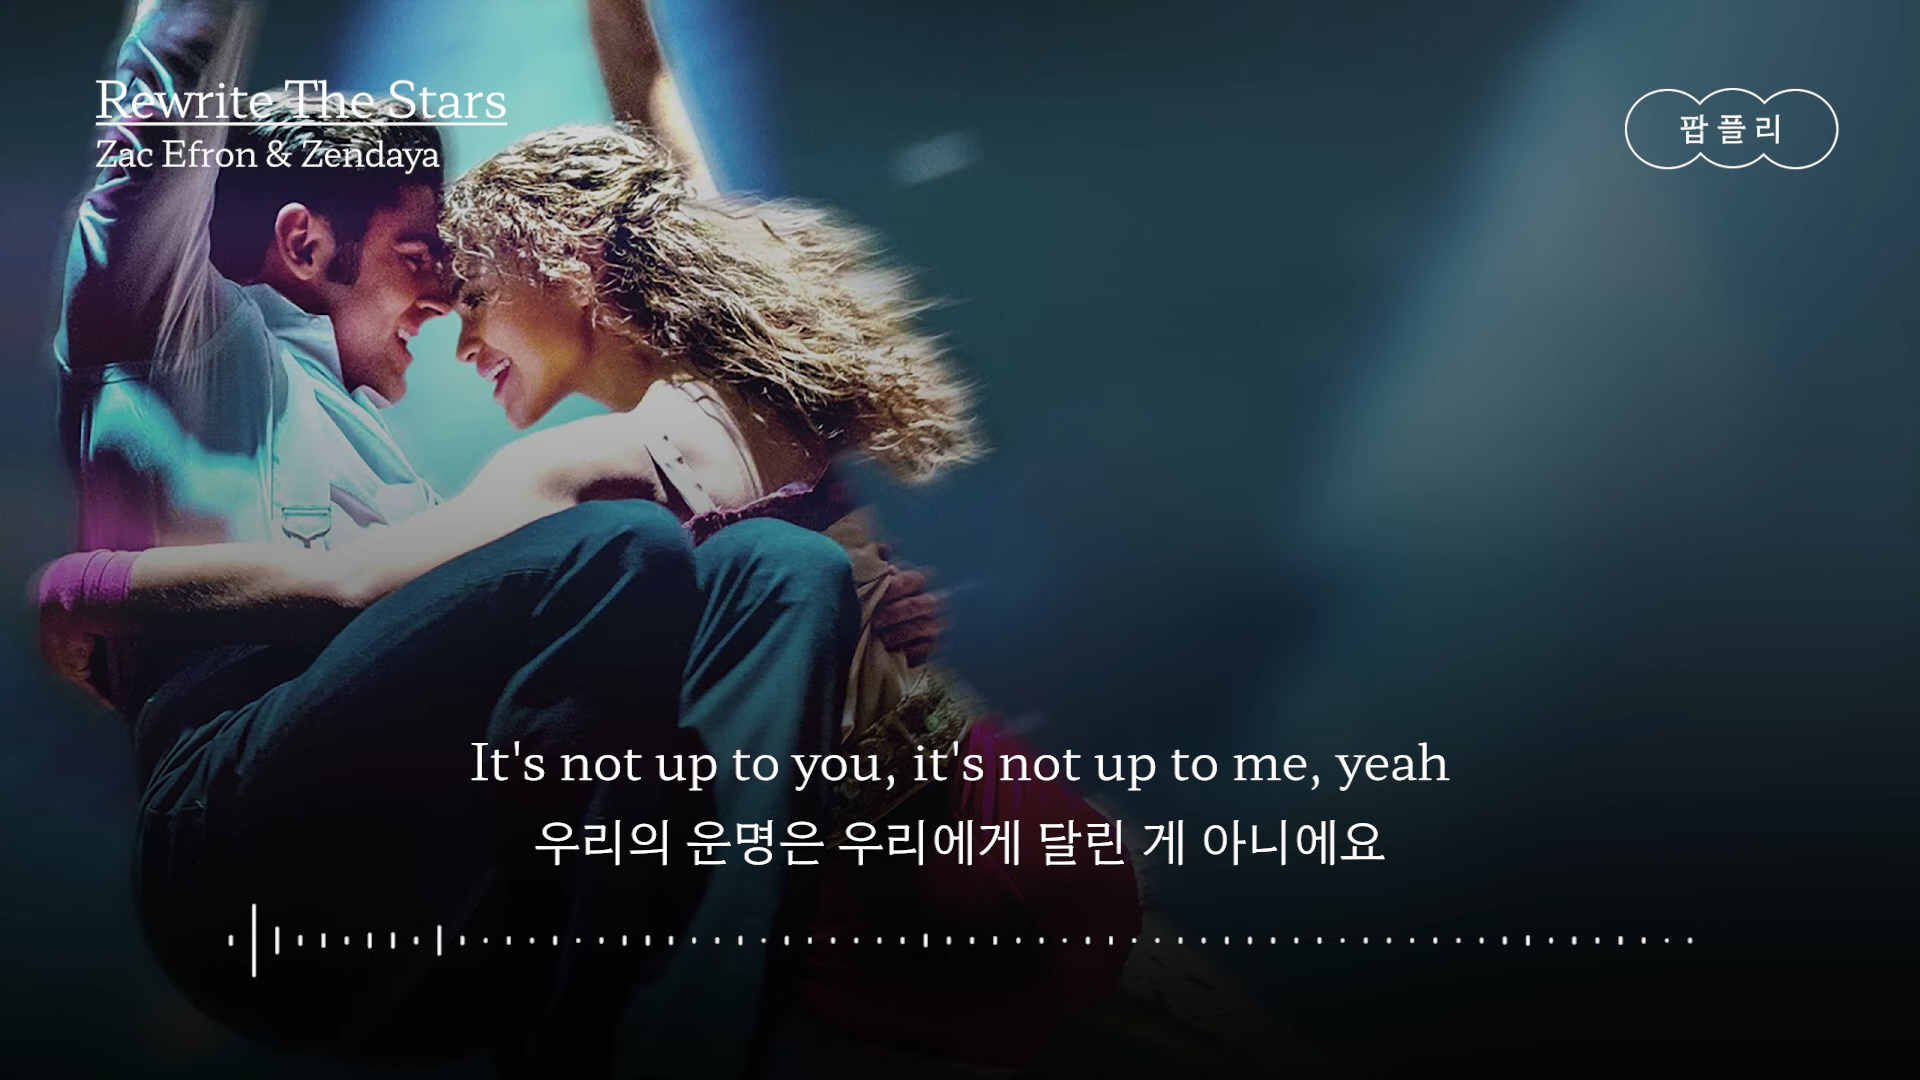 Rewrite The Stars
Zac Efron & Zendaya
팝플리
It's not up to you, it's not up to me, yeah
우리의 운명은 우리에게 달린 게 아니에요